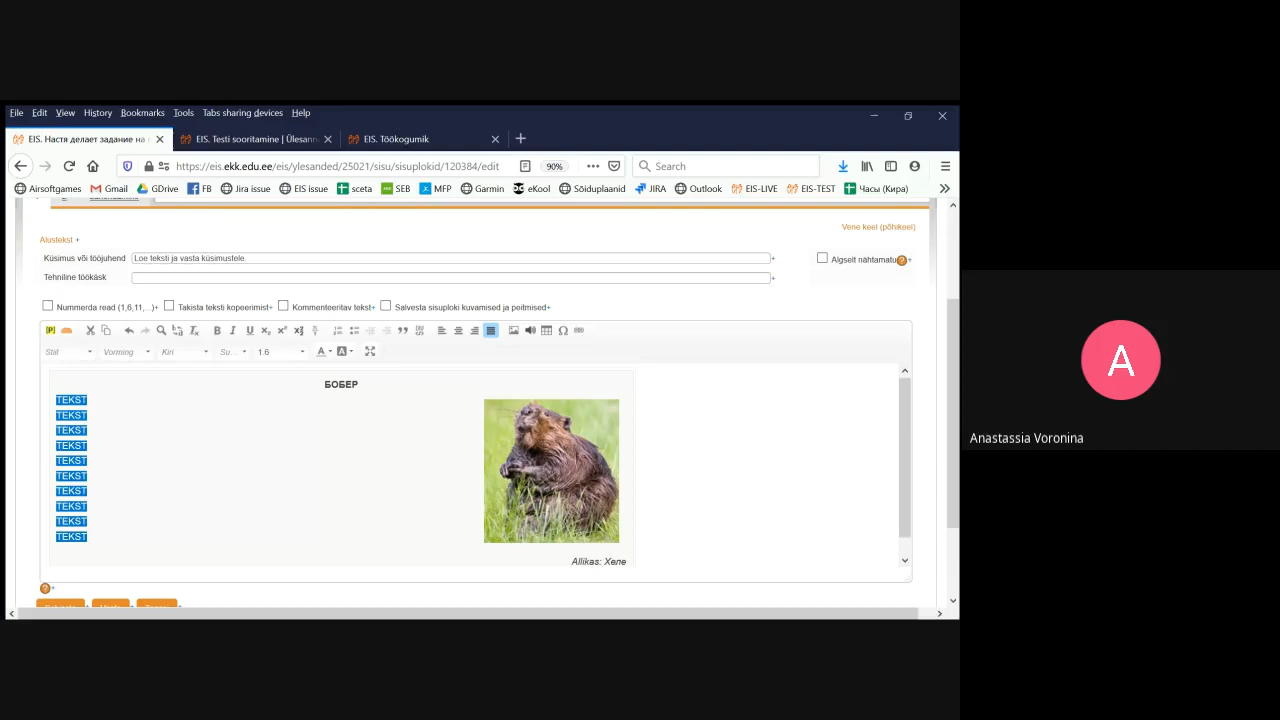 File Edit View History Bookmarks Tools Tabs sharing devices Help
EIS. Настя делает задание на EIS. Testi sooritamine | Ülesann EIS. Töökogumik
https://eis.ekk.edu.ee/eis/ylesanded/25021/sisu/sisuplokid/120384/edit 90% Search
Airsoftgames Gmail GDrive FB Jira issue EIS issue sceta SEB MFP Garmin eKool Sõiduplaanid JIRA Outlook EIS-LIVE EIS-TEST Часы (Кира)
Vene keel (põhikeel)
Alustekst +
Küsimus või tööjuhend Loe teksti ja vasta küsimustele. + Algselt nähtamatu ? +
Tehniline töökäsk +
Nummerda read (1,6,11,...)+ Takista teksti kopeerimist+ Kommenteeritav tekst+ Salvesta sisuploki kuvamised ja peitmised+
Stiil Vorming Kiri Su... 1.6
БОБЕР
TEKST
TEKST
TEKST
TEKST
TEKST
TEKST
TEKST
TEKST
TEKST
TEKST
Allikas: Хеле
A
Anastassia Voronina